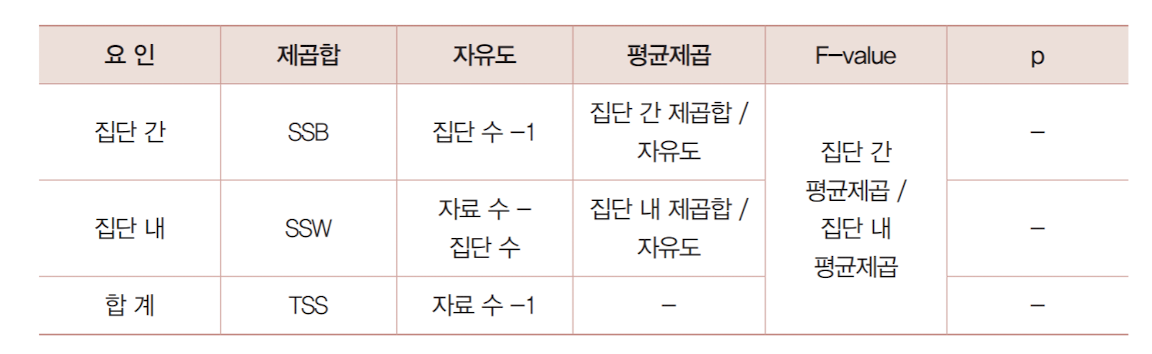 요 인 제곱합 자유도 평균제곱 F-value p
집단 간 SSB 집단 수 -1 집단 간 제곱합 /
자유도 -
집단 내 SSW 자료 수 -
집단 수 집단 내 제곱합 /
자유도 -
집단 간
평균제곱 /
집단 내
평균제곱
합 계 TSS 자료 수 -1 - -